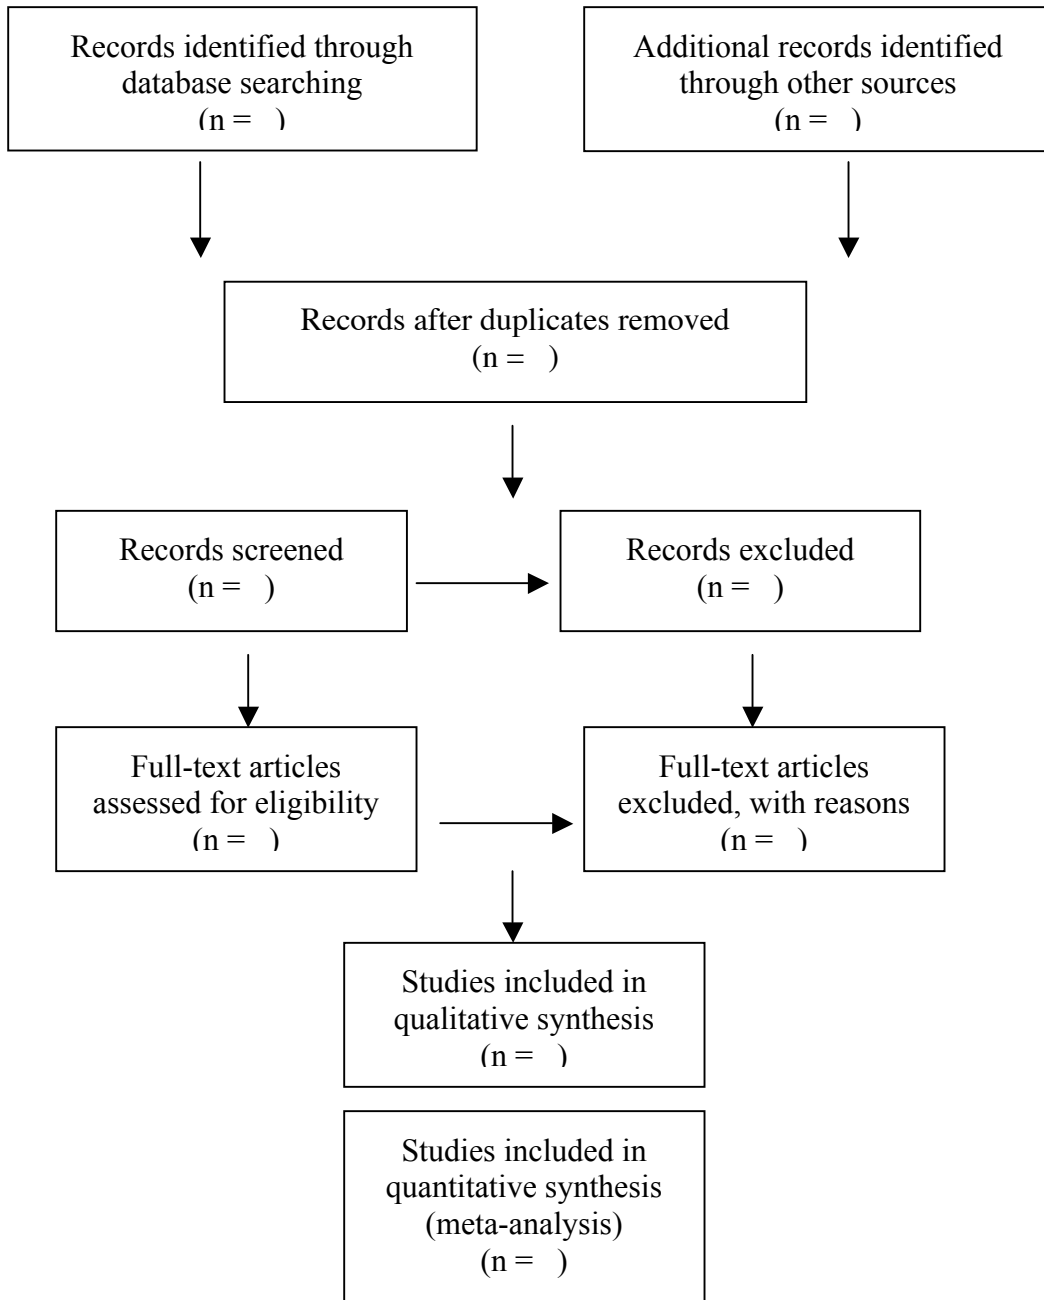 Records identified through
database searching
(n =   )
Additional records identified
through other sources
(n =   )
Records after duplicates removed
(n =   )
Records screened
(n =   )
Records excluded
(n =   )
Full-text articles
assessed for eligibility
(n =   )
Full-text articles
excluded, with reasons
(n =   )
Studies included in
qualitative synthesis
(n =   )
Studies included in
quantitative synthesis
(meta-analysis)
(n =   )